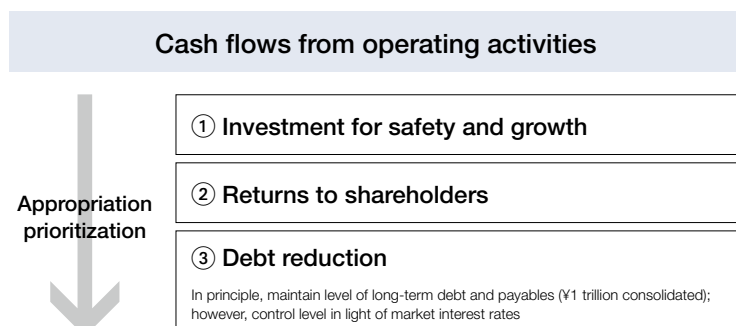 Cash flows from operating activities
① Investment for safety and growth
Appropriation
prioritization
② Returns to shareholders
③ Debt reduction
In principle, maintain level of long-term debt and payables (¥1 trillion consolidated);
however, control level in light of market interest rates